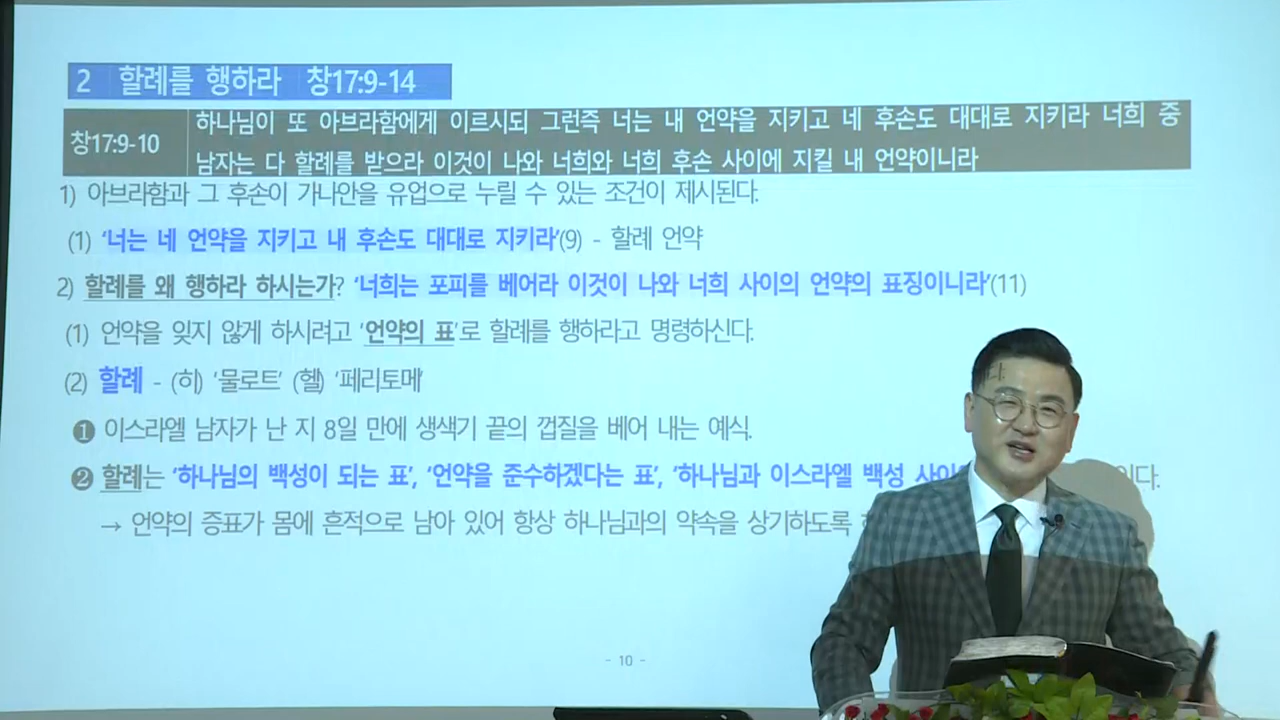 2 할례를 행하라 창17:9-14
창17:9-10
하나님이 또 아브라함에게 이르시되 그런즉 너는 내 언약을 지키고 네 후손도 대대로 지키라 너희 중
남자는 다 할례를 받으라 이것이 나와 너희와 너희 후손 사이에 지킬 내 언약이니라
1) 아브라함과 그 후손이 가나안을 유업으로 누릴 수 있는 조건이 제시된다.
(1) ‘너는 네 언약을 지키고 내 후손도 대대로 지키라’(9) - 할례 언약
2) 할례를 왜 행하라 하시는가? ‘너희는 포피를 베어라 이것이 나와 너희 사이의 언약의 표징이니라’(11)
(1) 언약을 잊지 않게 하시려고 ‘언약의 표’로 할례를 행하라고 명령하신다.
(2) 할례 - (히) ‘물로트’ (헬) ‘페리토메’
❶ 이스라엘 남자가 난 지 8일 만에 생색기 끝의 껍질을 베어 내는 예식.
❷ 할례는 ‘하나님의 백성이 되는 표’, ‘언약을 준수하겠다는 표’, ‘하나님과 이스라엘 백성 이다.
→ 언약의 증표가 몸에 흔적으로 남아 있어 항상 하나님과의 약속을 상기하도록
- 10 -